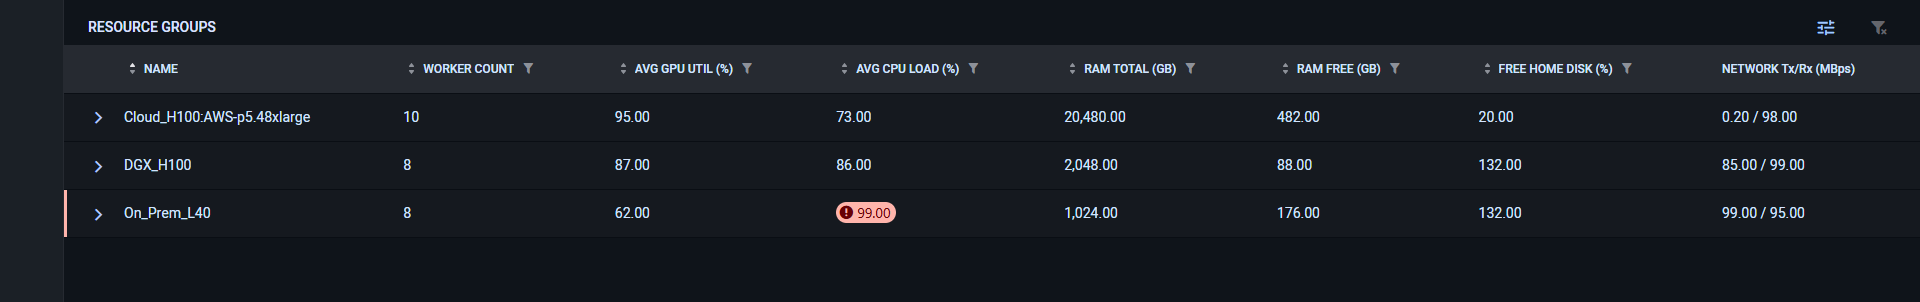 RESOURCE GROUPS
NAME WORKER COUNT AVG GPU UTIL (%) AVG CPU LOAD (%) RAM TOTAL (GB) RAM FREE (GB) FREE HOME DISK (%) NETWORK Tx/Rx (MBps)
Cloud_H100:AWS-p5.48xlarge 10 95.00 73.00 20,480.00 482.00 20.00 0.20 / 98.00
DGX_H100 8 87.00 86.00 2,048.00 88.00 132.00 85.00 / 99.00
On_Prem_L40 8 62.00 99.00 1,024.00 176.00 132.00 99.00 / 95.00